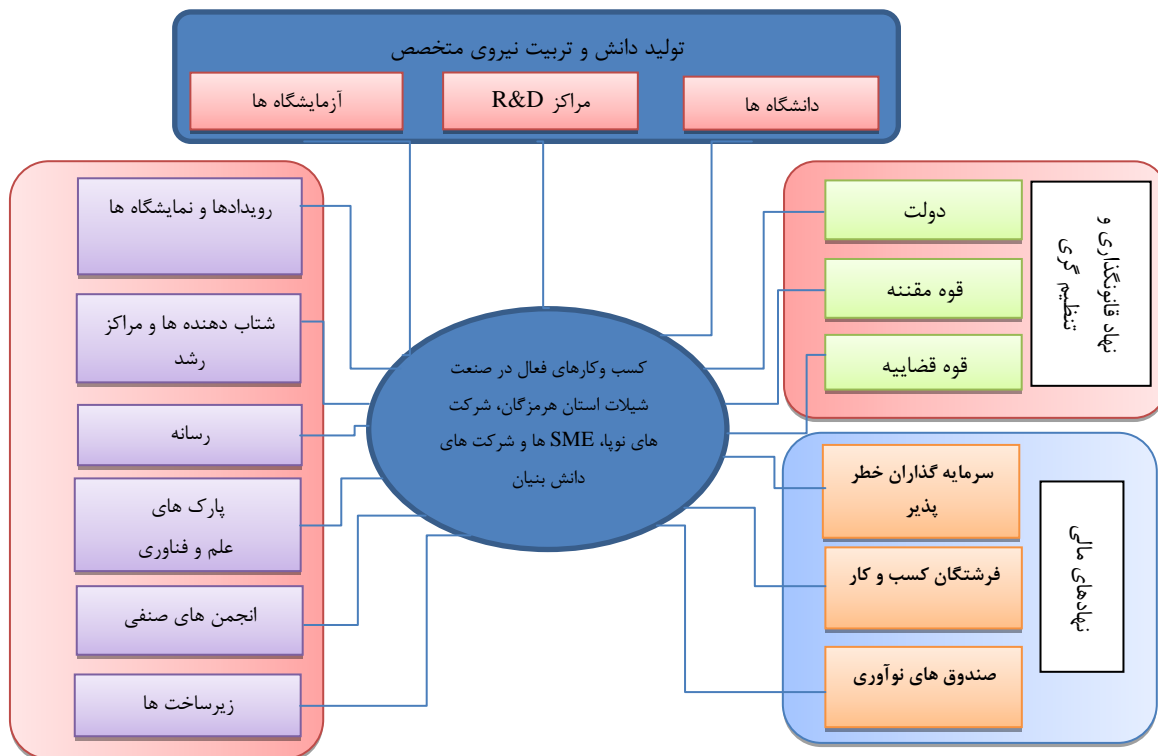 تولید دانش و تربیت نیروی متخصص
دانشگاه ها
مراکز R&D
آزمایشگاه ها
نهاد قانونگذاری و
تنظیم گری
دولت
قوه مقننه
قوه قضاییه
کسب وکارهای فعال در صنعت
شیلات استان هرمزگان، شرکت
های نوپا، SME ها و شرکت های
دانش بنیان
رویدادها و نمایشگاه ها
شتاب دهنده ها و مراکز
رشد
رسانه
پارک های
علم و فناوری
انجمن های صنفی
زیرساخت ها
نهادهای مالی
سرمایه گذاران خطر
پذیر
فرشتگان کسب و کار
صندوق های نوآوری